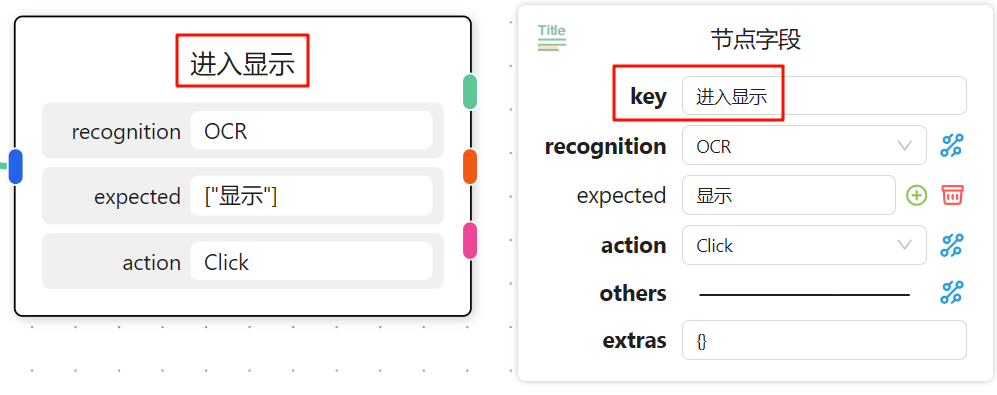 进入显示
recognition OCR
expected ["显示"]
action Click
Title
节点字段
key 进入显示
recognition OCR
expected 显示
action Click
others
extras {}